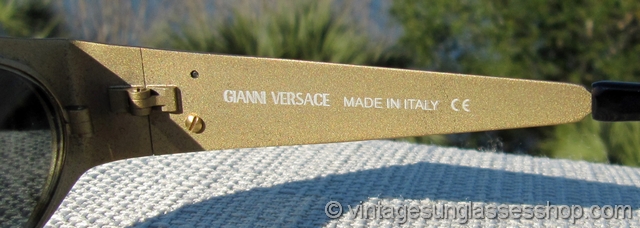 GIANNI VERSACE MADE IN ITALY CE
© vintagesunglassesshop.com